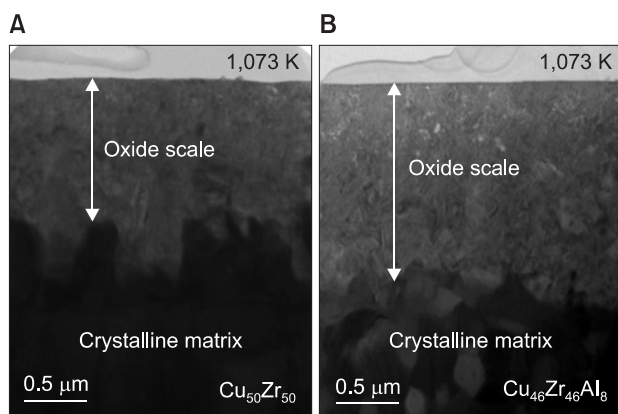 A
1,073 K
Oxide scale
Crystalline matrix
0.5 μm
Cu₅₀Zr₅₀
B
1,073 K
Oxide scale
Crystalline matrix
0.5 μm
Cu₄₆Zr₄₆Al₈